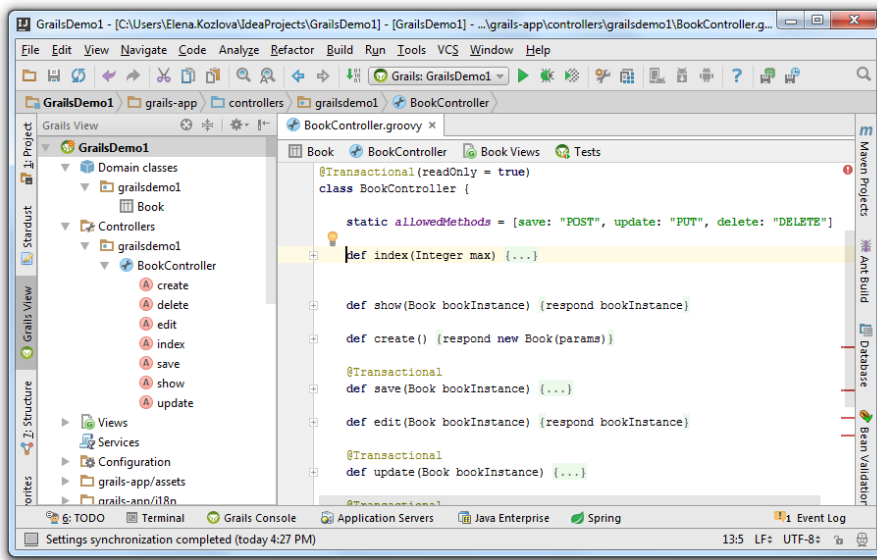 GrailsDemo1 - [C:\Users\Elena.Kozlova\IdeaProjects\GrailsDemo1] - [GrailsDemo1] - ...\grails-app\controllers\grailsdemo1\BookController.g...
File Edit View Navigate Code Analyze Refactor Build Run Tools VCS Window Help
Grails: GrailsDemo1
GrailsDemo1 grails-app controllers grailsdemo1 BookController
1: Project
Stardust
Grails View
7: Structure
Grails View
GrailsDemo1
Domain classes
grailsdemo1
Book
Controllers
grailsdemo1
BookController
create
delete
edit
index
save
show
update
Views
Services
Configuration
grails-app/assets
grails-app/i18n
BookController.groovy
Book BookController Book Views Tests
@Transactional(readOnly = true)
class BookController {
static allowedMethods = [save: "POST", update: "PUT", delete: "DELETE"]
def index(Integer max) {...}
def show(Book bookInstance) {respond bookInstance}
def create() {respond new Book(params)}
@Transactional
def save(Book bookInstance) {...}
def edit(Book bookInstance) {respond bookInstance}
@Transactional
def update(Book bookInstance) {...}
@Transactional
Maven Projects
Ant Build
Database
Bean Validation
6: TODO Terminal Grails Console Application Servers Java Enterprise Spring 1 Event Log
Settings synchronization completed (today 4:27 PM) 13:5 LF UTF-8